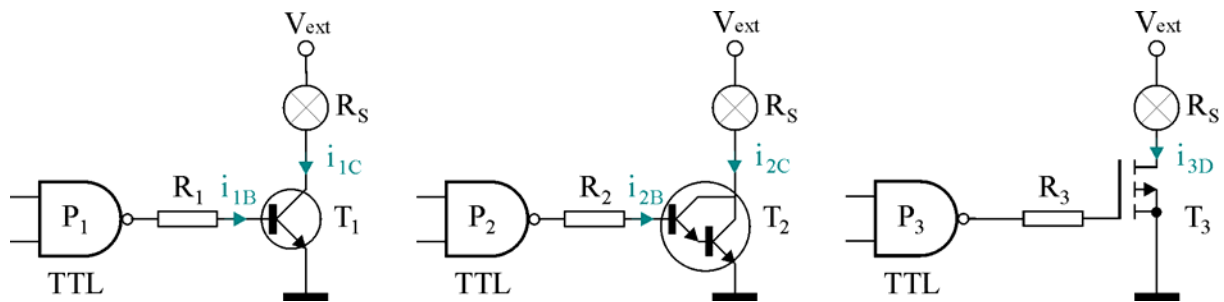 Vext
RS
i1C
R1
i1B
P1
T1
TTL
Vext
RS
i2C
R2
i2B
P2
T2
TTL
Vext
RS
i3D
R3
P3
T3
TTL